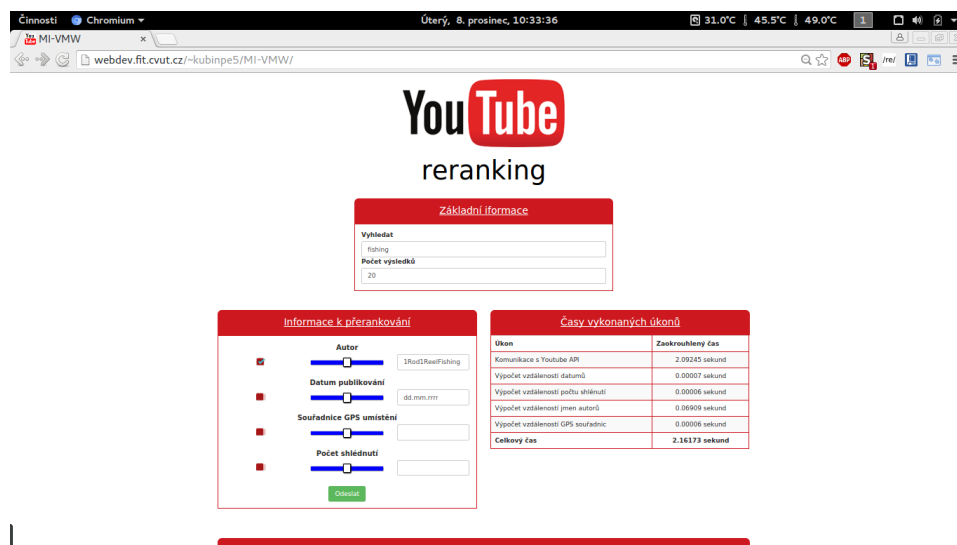 Činnosti Chromium Úterý, 8. prosinec, 10:33:36 31.0°C 45.5°C 49.0°C 1
MI-VMW
webdev.fit.cvut.cz/~kubinpe5/MI-VMW/ ABP /re/
YouTube
reranking
Základní iformace
Vyhledat
fishing
Počet výsledků
20
Informace k přerankování
Autor
1Rod1ReelFishing
Datum publikování
dd.mm.rrrr
Souřadnice GPS umístění
Počet shlédnutí
Odeslat
Časy vykonaných úkonů
Úkon Zaokrouhlený čas
Komunikace s Youtube API 2.09245 sekund
Výpočet vzdáleností datumů 0.00007 sekund
Výpočet vzdáleností počtu shlénutí 0.00006 sekund
Výpočet vzdáleností jmen autorů 0.06909 sekund
Výpočet vzdáleností GPS souřadnic 0.00006 sekund
Celkový čas 2.16173 sekund